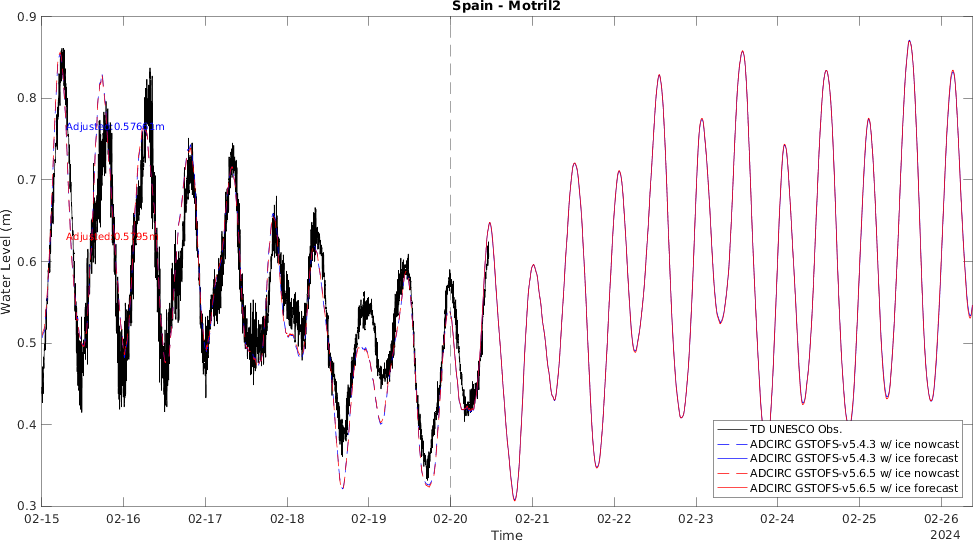 Spain - Motril2
0.9
0.8
0.7
0.6
0.5
0.4
0.3
Water Level (m)
Adjusted
02-15
02-16
02-17
02-18
02-19
02-20
02-21
02-22
02-23
02-24
02-25
02-26
2024
Time
TD UNESCO Obs.
ADCIRC GSTOFS-v5.4.3 w/ ice nowcast
ADCIRC GSTOFS-v5.4.3 w/ ice forecast
ADCIRC GSTOFS-v5.6.5 w/ ice nowcast
ADCIRC GSTOFS-v5.6.5 w/ ice forecast